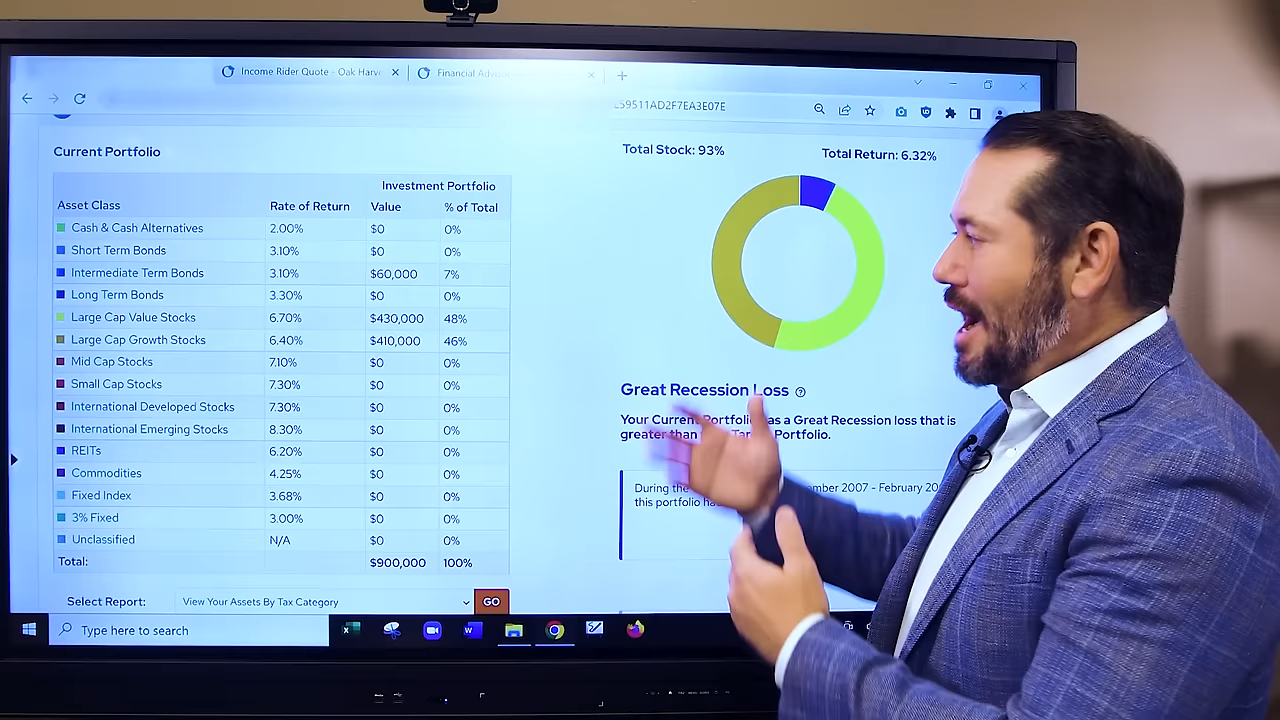 Income Rider Quote - Oak Harv
Financial Advis
L59511AD2F7EA3E07E
Current Portfolio
Investment Portfolio
Asset Class Rate of Return Value % of Total
Cash & Cash Alternatives 2.00% $0 0%
Short Term Bonds 3.10% $0 0%
Intermediate Term Bonds 3.10% $60,000 7%
Long Term Bonds 3.30% $0 0%
Large Cap Value Stocks 6.70% $430,000 48%
Large Cap Growth Stocks 6.40% $410,000 46%
Mid Cap Stocks 7.10% $0 0%
Small Cap Stocks 7.30% $0 0%
International Developed Stocks 7.30% $0 0%
International Emerging Stocks 8.30% $0 0%
REITs 6.20% $0 0%
Commodities 4.25% $0 0%
Fixed Index 3.68% $0 0%
3% Fixed 3.00% $0 0%
Unclassified N/A $0 0%
Total: $900,000 100%
Select Report: View Your Assets By Tax Category GO
Total Stock: 93% Total Return: 6.32%
Great Recession Loss
Your Current Portfolio has a Great Recession loss that is
greater than Portfolio.
During the mber 2007 - February 20
this portfolio
Type here to search